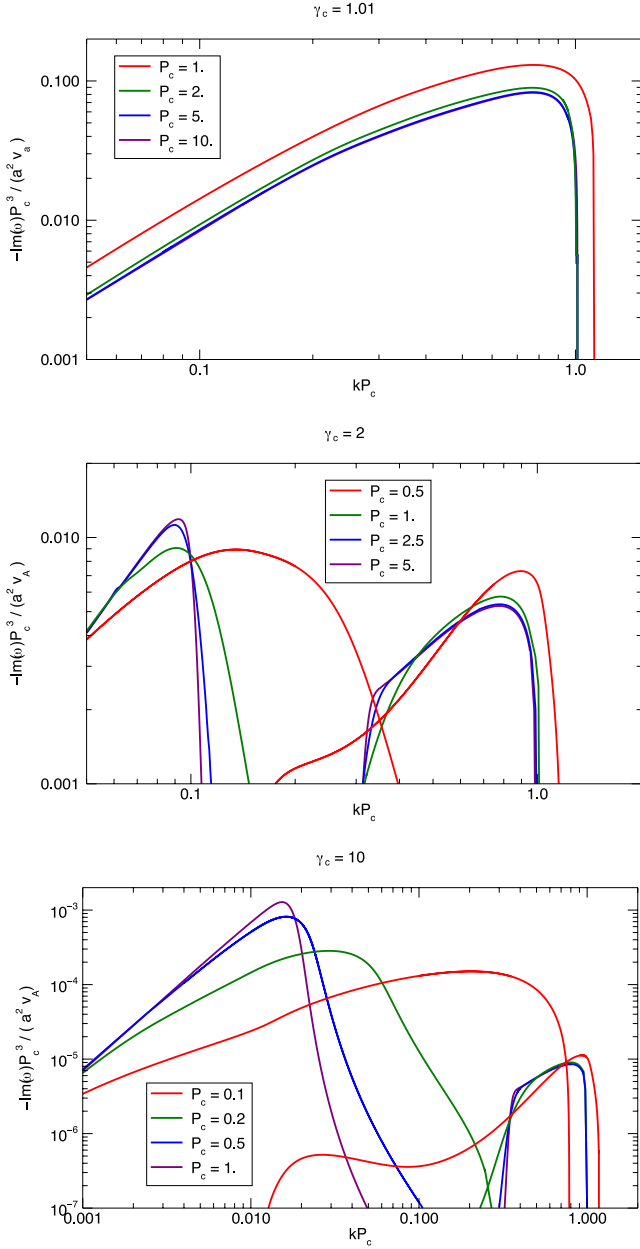 γc = 1.01
-Im(ω)Pc³ / (a² va)
0.100
0.010
0.001
Pc = 1.
Pc = 2.
Pc = 5.
Pc = 10.
0.1
1.0
kPc
γc = 2
-Im(ω)Pc³ / (a² vA)
0.010
0.001
Pc = 0.5
Pc = 1.
Pc = 2.5
Pc = 5.
0.1
1.0
kPc
γc = 10
-Im(ω)Pc³ / ( a² vA)
10⁻³
10⁻⁴
10⁻⁵
10⁻⁶
10⁻⁷
Pc = 0.1
Pc = 0.2
Pc = 0.5
Pc = 1.
0.001
0.010
0.100
1.000
kPc